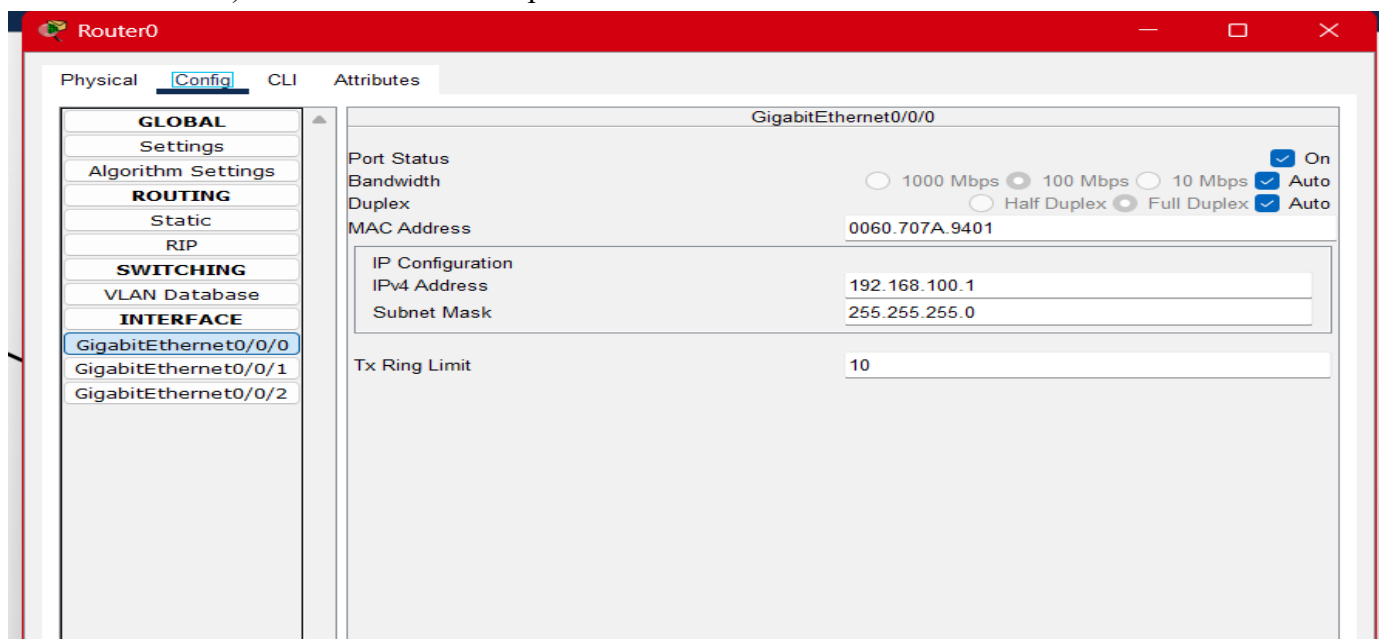 Router0
Physical Config CLI Attributes
GLOBAL
Settings
Algorithm Settings
ROUTING
Static
RIP
SWITCHING
VLAN Database
INTERFACE
GigabitEthernet0/0/0
GigabitEthernet0/0/1
GigabitEthernet0/0/2
GigabitEthernet0/0/0
Port Status On
Bandwidth 1000 Mbps 100 Mbps 10 Mbps Auto
Duplex Half Duplex Full Duplex Auto
MAC Address 0060.707A.9401
IP Configuration
IPv4 Address 192.168.100.1
Subnet Mask 255.255.255.0
Tx Ring Limit 10